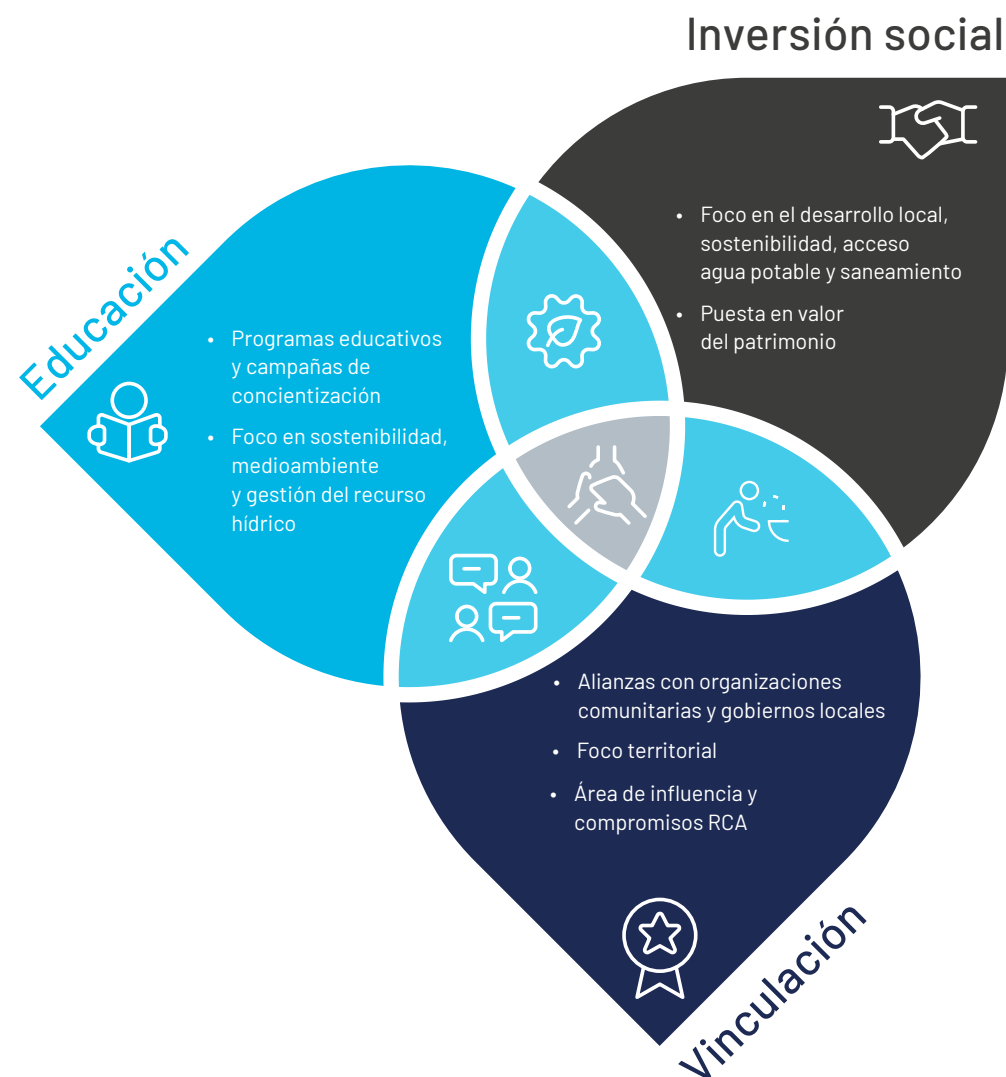 Inversión social
• Foco en el desarrollo local,
sostenibilidad, acceso
agua potable y saneamiento
• Puesta en valor
del patrimonio
Educación
• Programas educativos
y campañas de
concientización
• Foco en sostenibilidad,
medioambiente
y gestión del recurso
hídrico
• Alianzas con organizaciones
comunitarias y gobiernos locales
• Foco territorial
• Área de influencia y
compromisos RCA
Vinculación